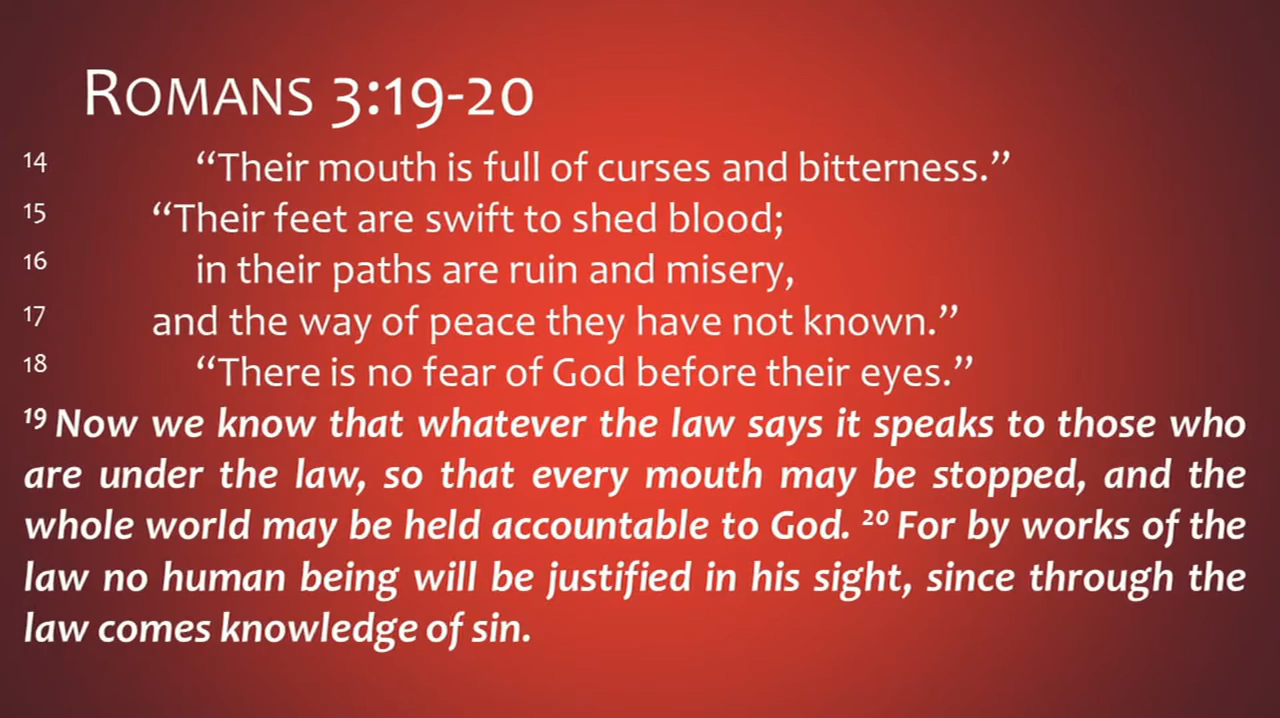 ROMANS 3:19-20
14 “Their mouth is full of curses and bitterness.”
15 “Their feet are swift to shed blood;
16 in their paths are ruin and misery,
17 and the way of peace they have not known.”
18 “There is no fear of God before their eyes.”
19 Now we know that whatever the law says it speaks to those who
are under the law, so that every mouth may be stopped, and the
whole world may be held accountable to God. 20 For by works of the
law no human being will be justified in his sight, since through the
law comes knowledge of sin.